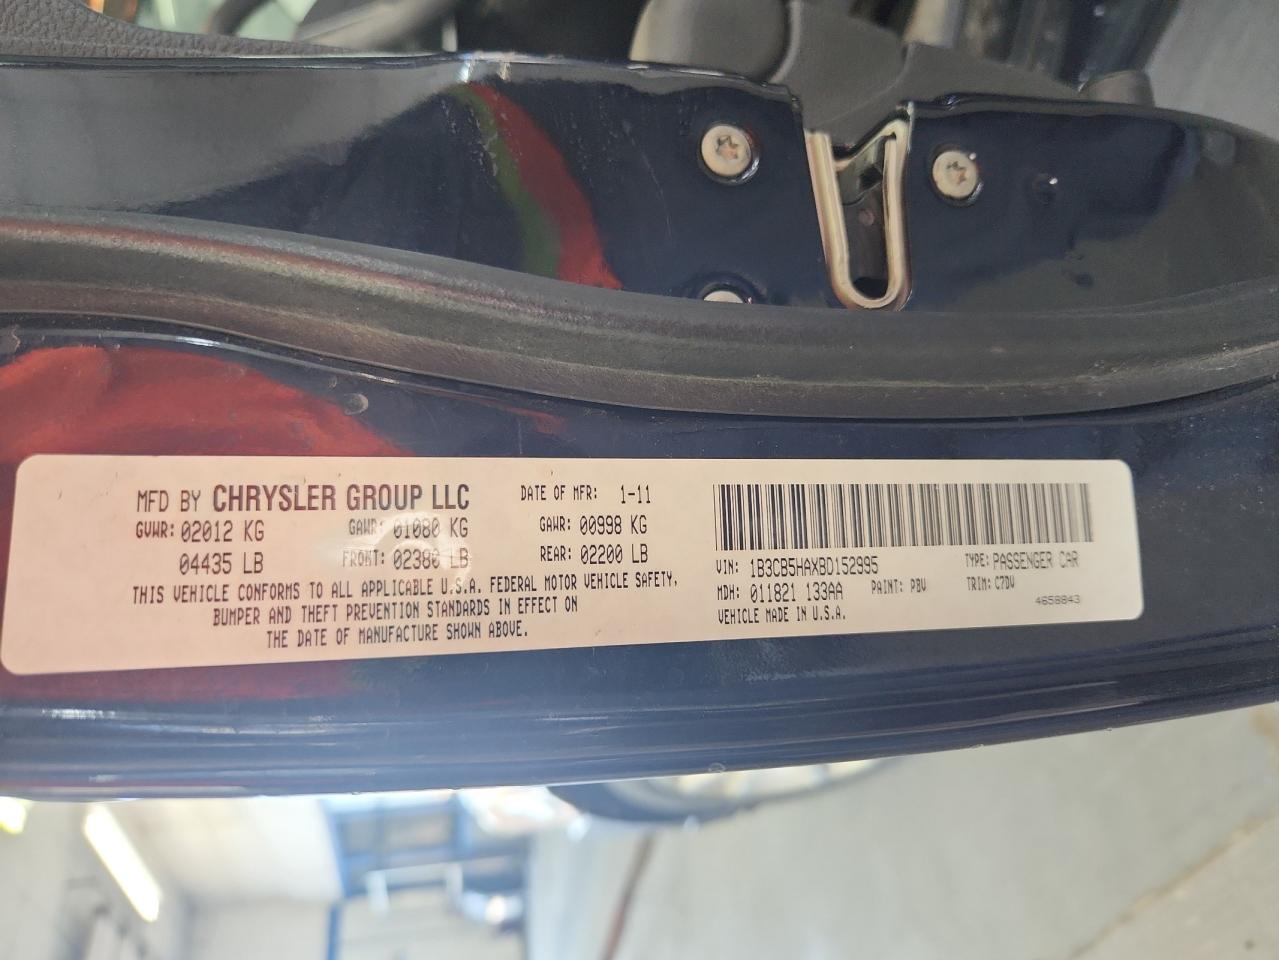 MFD BY CHRYSLER GROUP LLC DATE OF MFR: 1-11
GVWR: 02012 KG GAWR: 01080 KG GAWR: 00998 KG
04435 LB FRONT: 02380 LB REAR: 02200 LB
THIS VEHICLE CONFORMS TO ALL APPLICABLE U.S.A. FEDERAL MOTOR VEHICLE SAFETY,
BUMPER AND THEFT PREVENTION STANDARDS IN EFFECT ON
THE DATE OF MANUFACTURE SHOWN ABOVE.
VIN: 1B3CB5HAXBD152995 TYPE: PASSENGER CAR
MDH: 011821 133AA PAINT: PBV TRIM: C7DV
VEHICLE MADE IN U.S.A. 4658843